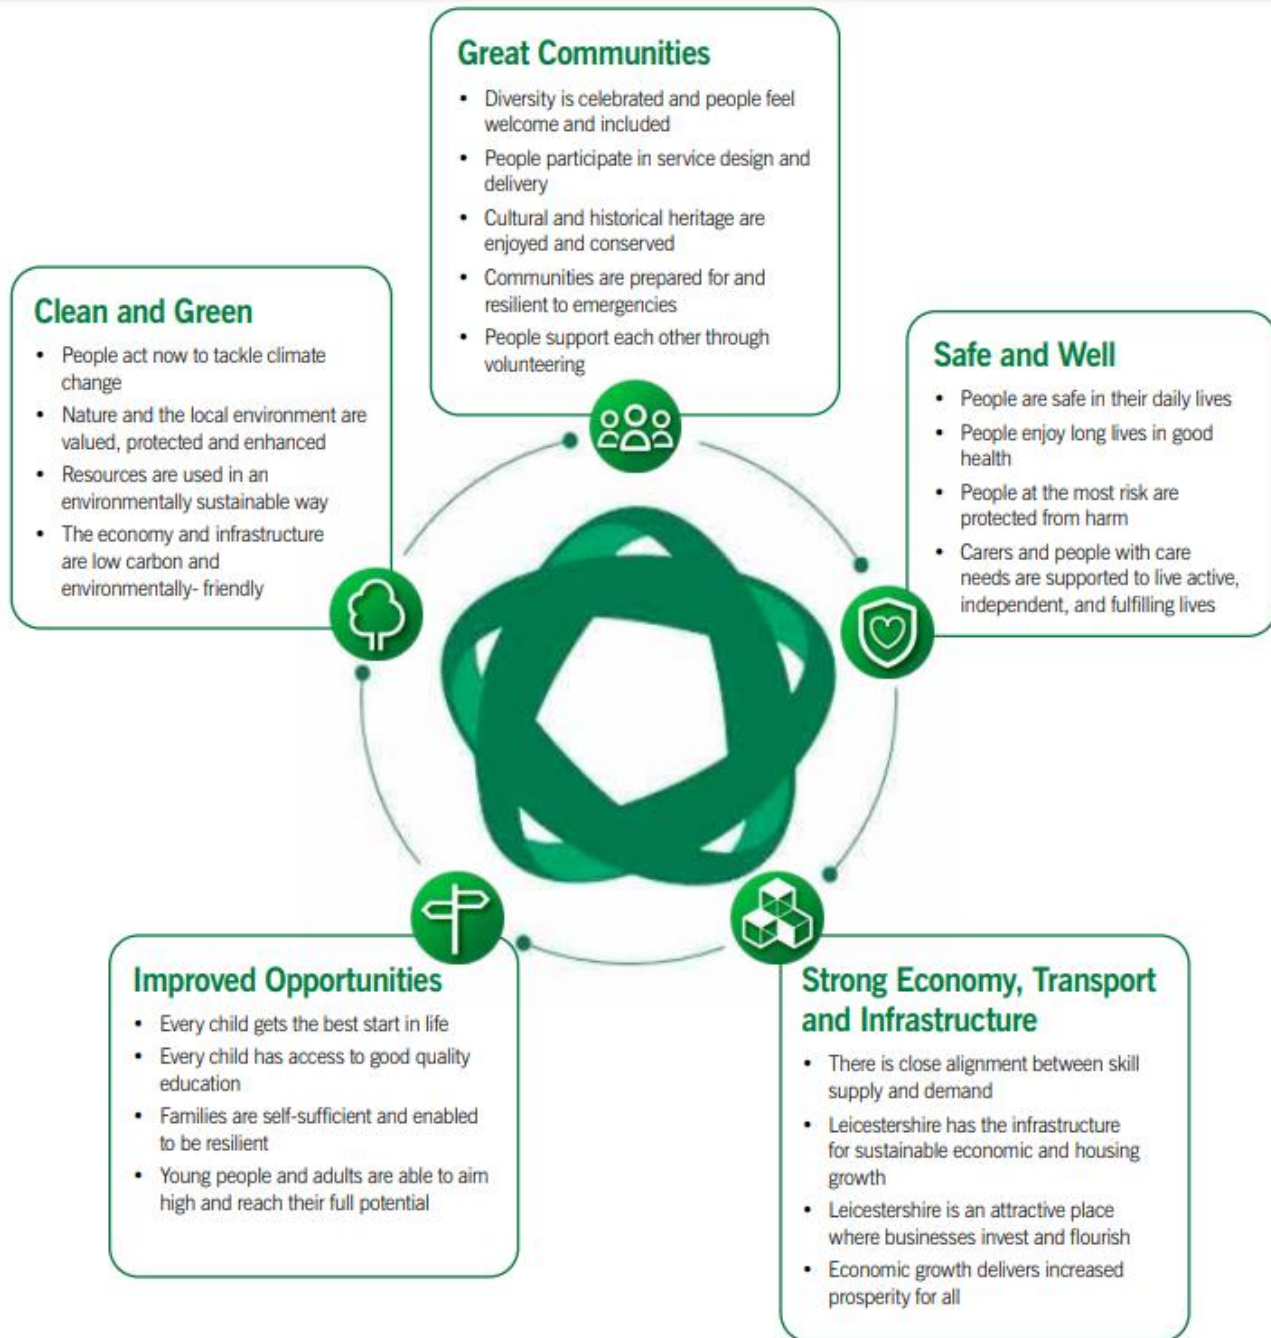 Great Communities
• Diversity is celebrated and people feel
welcome and included
• People participate in service design and
delivery
• Cultural and historical heritage are
enjoyed and conserved
• Communities are prepared for and
resilient to emergencies
• People support each other through
volunteering
Clean and Green
• People act now to tackle climate
change
• Nature and the local environment are
valued, protected and enhanced
• Resources are used in an
environmentally sustainable way
• The economy and infrastructure
are low carbon and
environmentally- friendly
Safe and Well
• People are safe in their daily lives
• People enjoy long lives in good
health
• People at the most risk are
protected from harm
• Carers and people with care
needs are supported to live active,
independent, and fulfilling lives
Improved Opportunities
• Every child gets the best start in life
• Every child has access to good quality
education
• Families are self-sufficient and enabled
to be resilient
• Young people and adults are able to aim
high and reach their full potential
Strong Economy, Transport
and Infrastructure
• There is close alignment between skill
supply and demand
• Leicestershire has the infrastructure
for sustainable economic and housing
growth
• Leicestershire is an attractive place
where businesses invest and flourish
• Economic growth delivers increased
prosperity for all